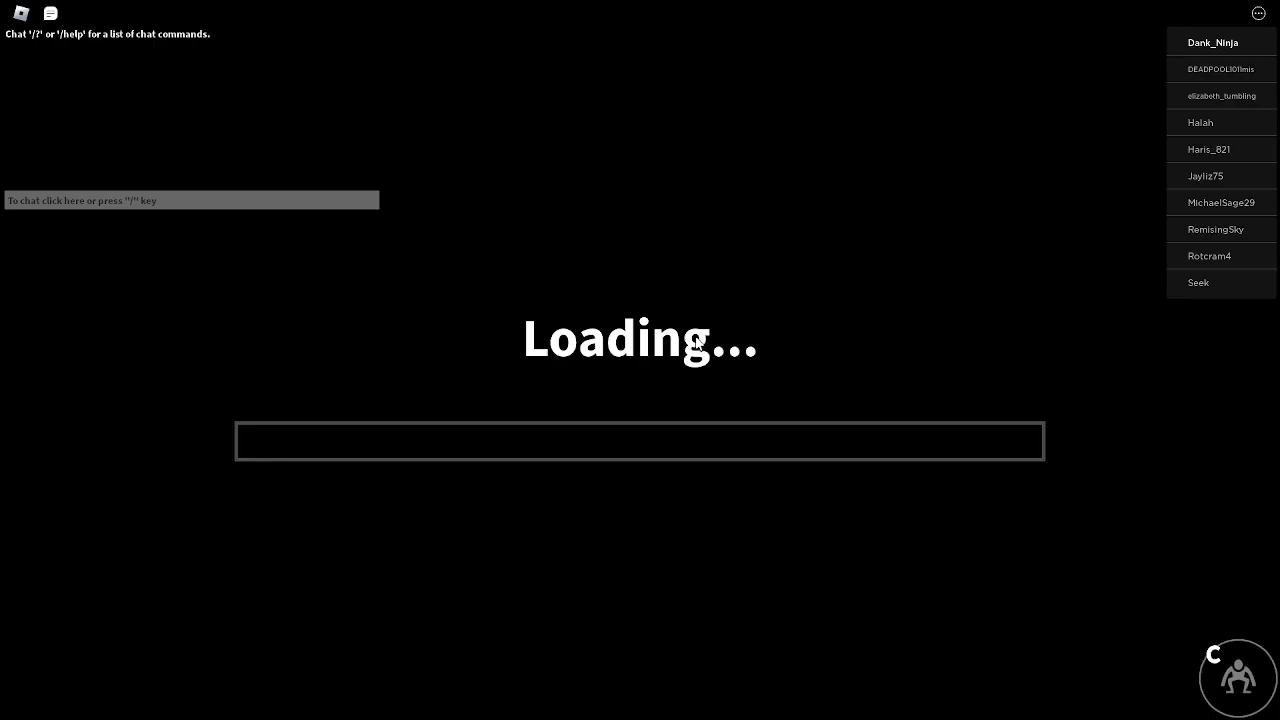 Chat '/?' or '/help' for a list of chat commands.
Dank_Ninja
DEADPOOL1011mis
elizabeth_tumbling
Halah
Haris_821
Jayliz75
To chat click here or press "/" key
MichaelSage29
RemisingSky
Rotcram4
Seek
Loading...
C